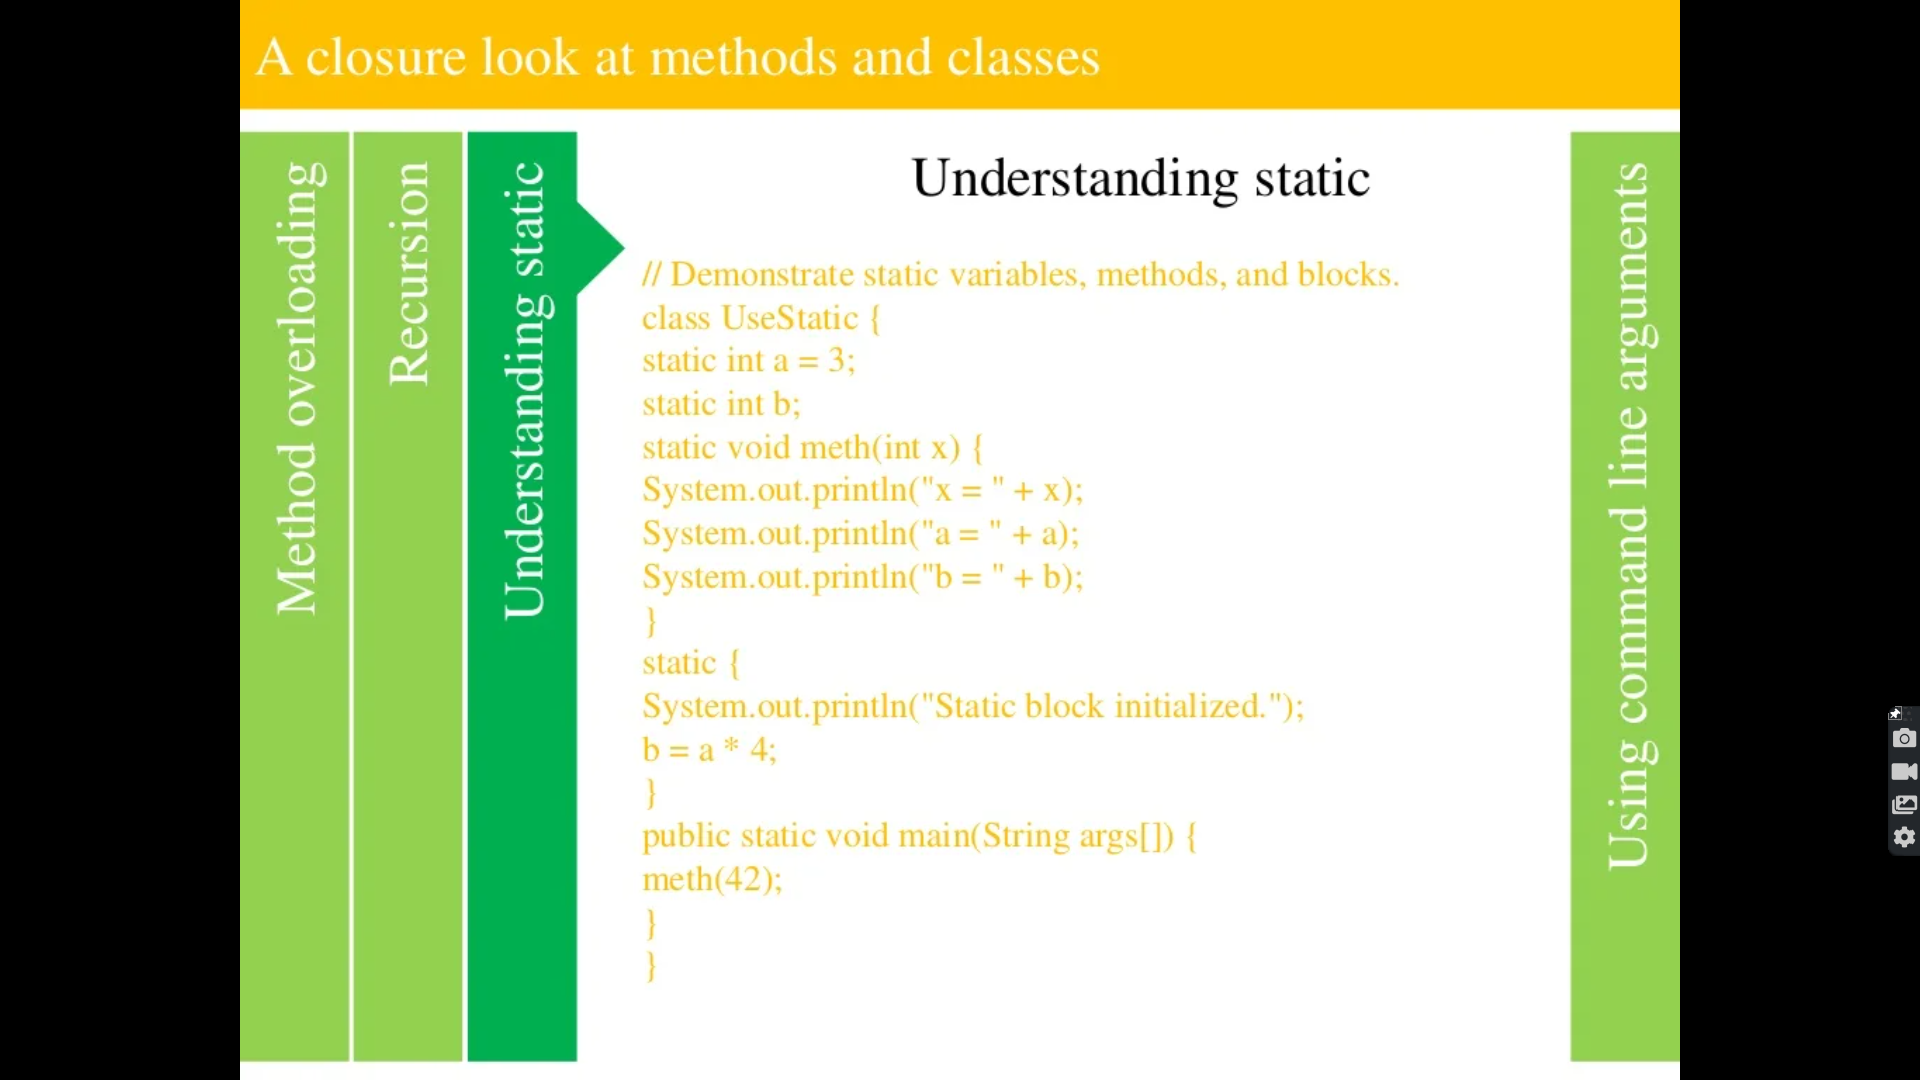 A closure look at methods and classes
Method overloading
Recursion
Understanding static
Understanding static
// Demonstrate static variables, methods, and blocks.
class UseStatic {
static int a = 3;
static int b;
static void meth(int x) {
System.out.println("x = " + x);
System.out.println("a = " + a);
System.out.println("b = " + b);
}
static {
System.out.println("Static block initialized.");
b = a * 4;
}
public static void main(String args[]) {
meth(42);
}
}
Using command line arguments